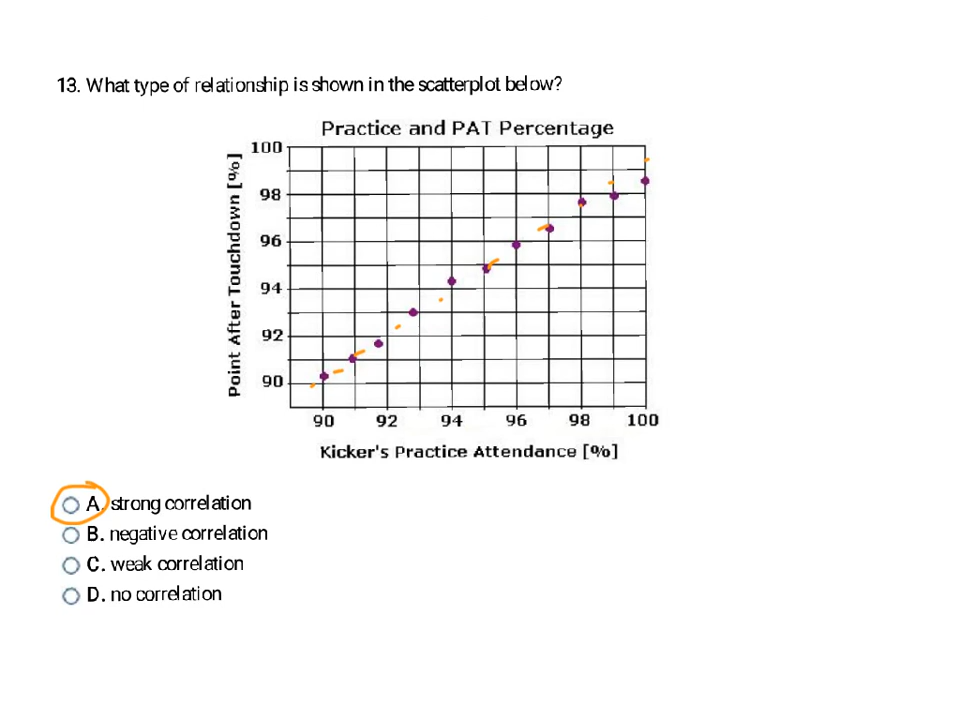 13. What type of relationship is shown in the scatterplot below?
Practice and PAT Percentage
Point After Touchdown [%]
100
98
96
94
92
90
90 92 94 96 98 100
Kicker's Practice Attendance [%]
A. strong correlation
B. negative correlation
C. weak correlation
D. no correlation